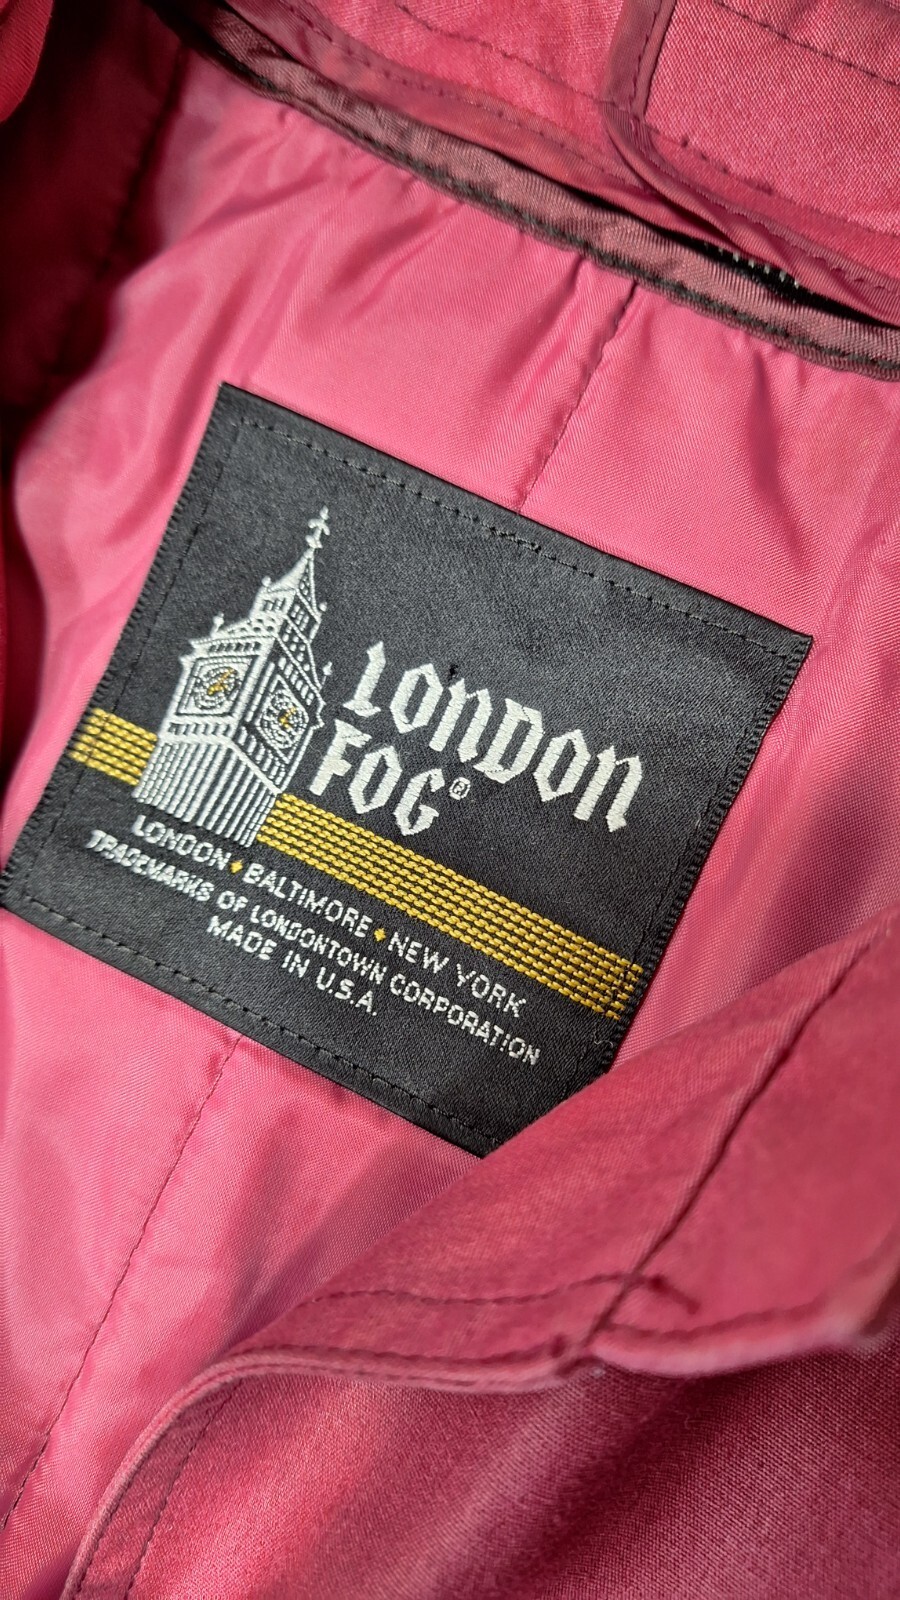 LONDON
FOG®
LONDON ♦ BALTIMORE ♦ NEW YORK
TRADEMARKS OF LONDONTOWN CORPORATION
MADE IN U.S.A.